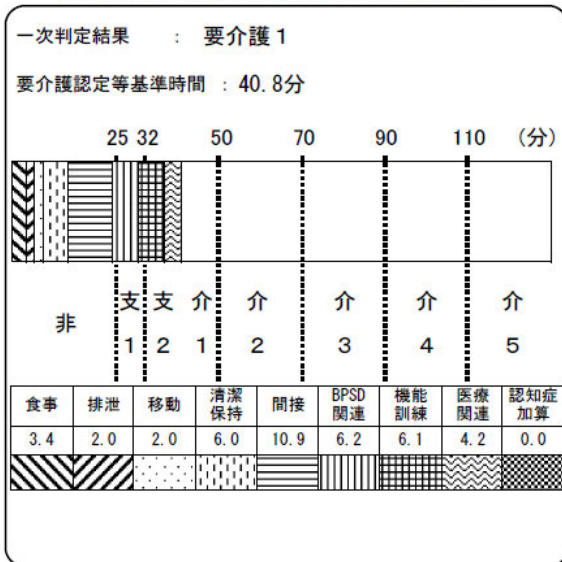 一次判定結果 : 要介護1
要介護認定等基準時間 : 40.8分
25 32 50 70 90 110 (分)
非 支1 支2 介1 介2 介3 介4 介5
食事 排泄 移動 清潔保持 間接 BPSD関連 機能訓練 医療関連 認知症加算
3.4 2.0 2.0 6.0 10.9 6.2 6.1 4.2 0.0